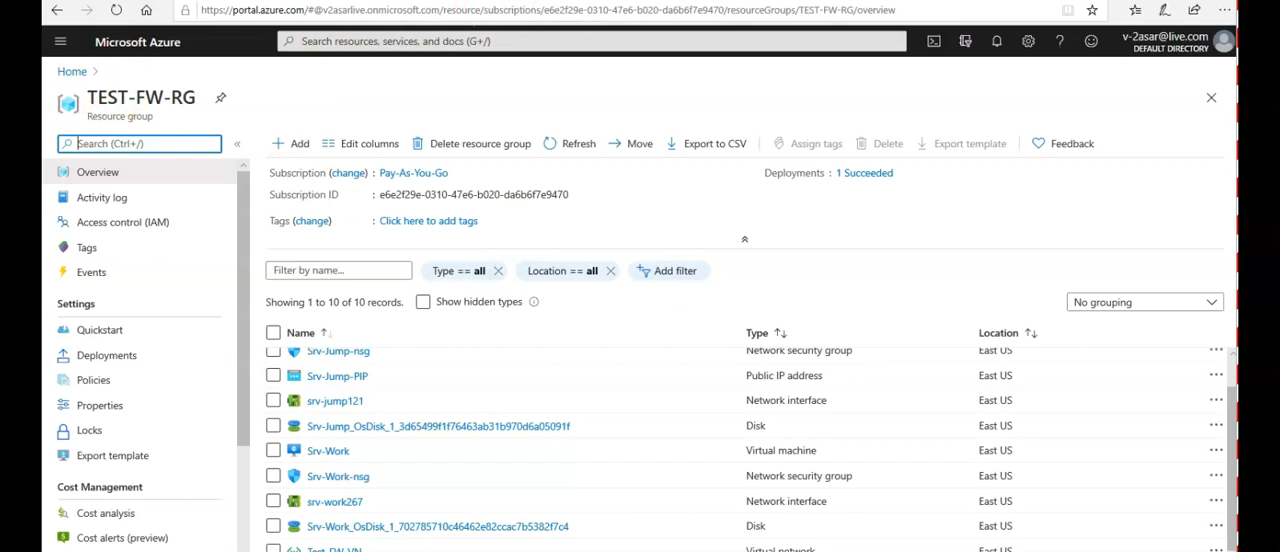 https://portal.azure.com/#@v2asarlive.onmicrosoft.com/resource/subscriptions/e6e2f29e-0310-47e6-b020-da6b6f7e9470/resourceGroups/TEST-FW-RG/overview
Microsoft Azure
Search resources, services, and docs (G+/)
v-2asar@live.com
DEFAULT DIRECTORY
Home >
TEST-FW-RG
Resource group
Search (Ctrl+/)
Add Edit columns Delete resource group Refresh Move Export to CSV Assign tags Delete Export template Feedback
Overview
Activity log
Access control (IAM)
Tags
Events
Settings
Quickstart
Deployments
Policies
Properties
Locks
Export template
Cost Management
Cost analysis
Cost alerts (preview)
Subscription (change) : Pay-As-You-Go
Deployments : 1 Succeeded
Subscription ID : e6e2f29e-0310-47e6-b020-da6b6f7e9470
Tags (change) : Click here to add tags
Filter by name... Type == all Location == all Add filter
Showing 1 to 10 of 10 records. Show hidden types No grouping
Name Type Location
Srv-Jump-nsg Network security group East US
Srv-Jump-PIP Public IP address East US
srv-jump121 Network interface East US
Srv-Jump_OsDisk_1_3d65499f1f76463ab31b970d6a05091f Disk East US
Srv-Work Virtual machine East US
Srv-Work-nsg Network security group East US
srv-work267 Network interface East US
Srv-Work_OsDisk_1_702785710c46462e82ccac7b5382f7c4 Disk East US
Test_FW_VN Virtual network East US